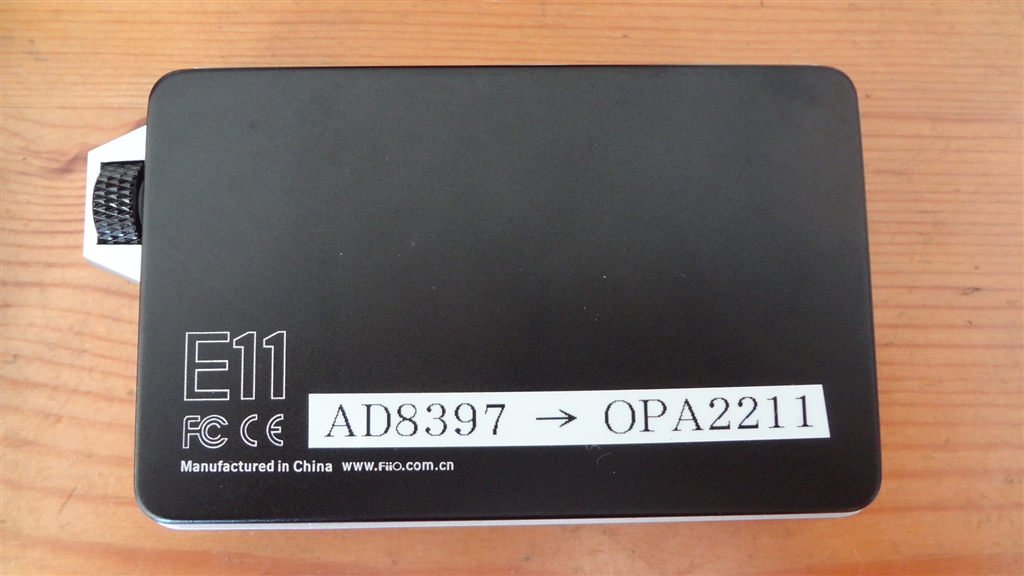 E11
FC CE
AD8397 → OPA2211
Manufactured in China www.FiiO.com.cn